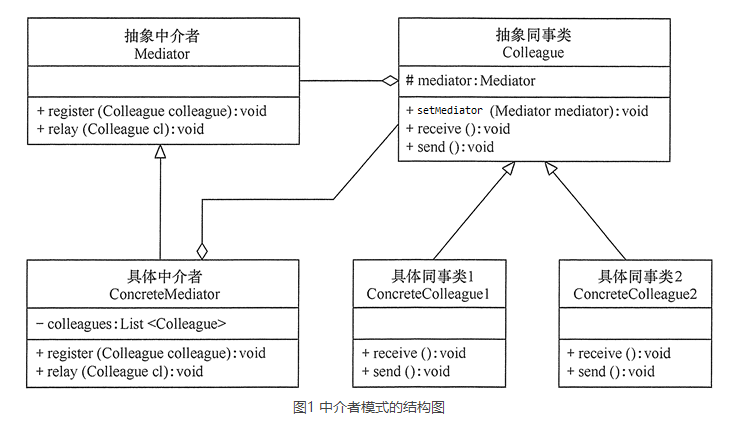 抽象中介者
Mediator
+ register (Colleague colleague): void
+ relay (Colleague cl): void
抽象同事类
Colleague
# mediator: Mediator
+ setMediator (Mediator mediator): void
+ receive (): void
+ send (): void
具体中介者
ConcreteMediator
− colleagues: List <Colleague>
+ register (Colleague colleague): void
+ relay (Colleague cl): void
具体同事类1
ConcreteColleague1
+ receive (): void
+ send (): void
具体同事类2
ConcreteColleague2
+ receive (): void
+ send (): void
图1 中介者模式的结构图